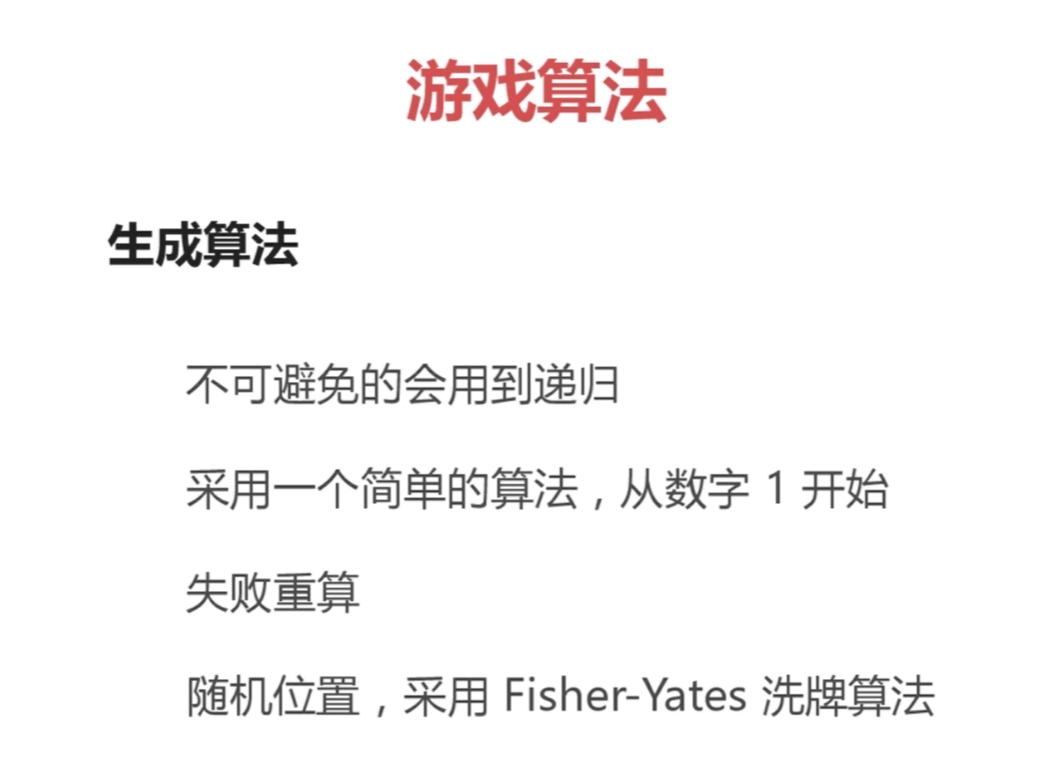 游戏算法
生成算法
不可避免的会用到递归
采用一个简单的算法，从数字 1 开始
失败重算
随机位置，采用 Fisher-Yates 洗牌算法